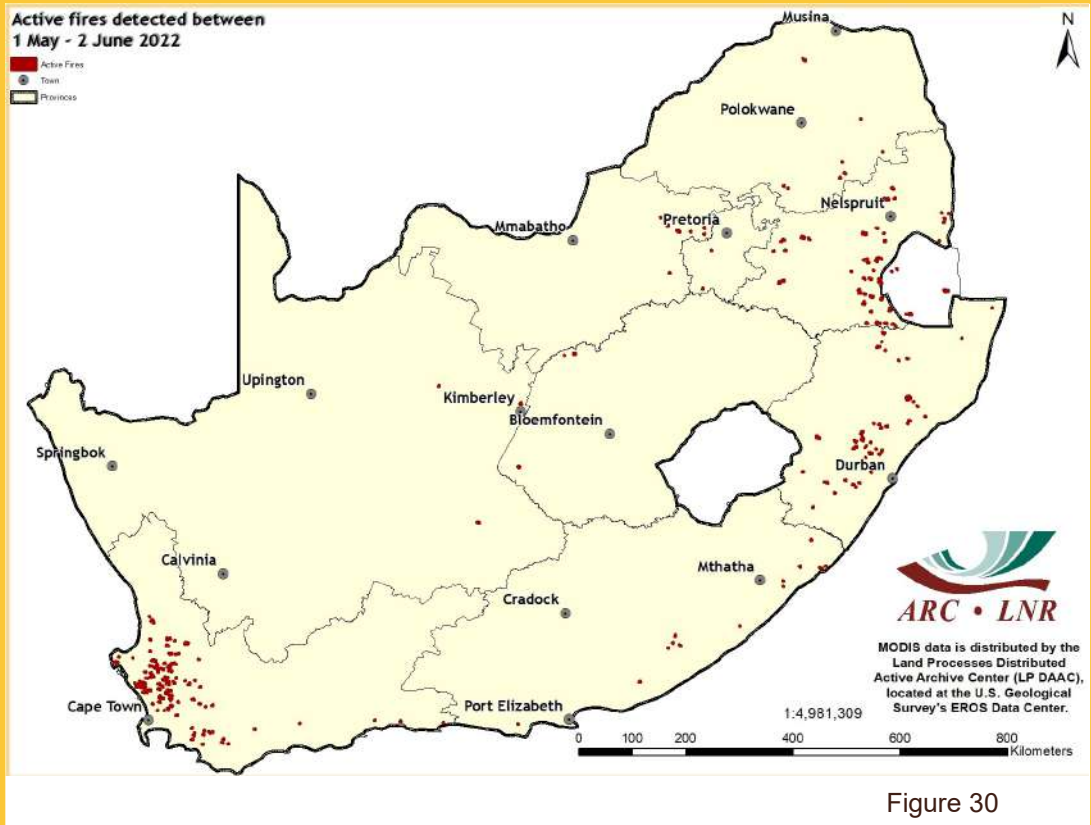 Active fires detected between
1 May - 2 June 2022
Active Fires
Town
Provinces
N
Musina
Polokwane
Nelspruit
Pretoria
Mmabatho
Upington
Kimberley
Bloemfontein
Springbok
Durban
Calvinia
Mthatha
Cradock
Cape Town
Port Elizabeth
ARC • LNR
MODIS data is distributed by the
Land Processes Distributed
Active Archive Center (LP DAAC),
located at the U.S. Geological
Survey's EROS Data Center.
1:4,981,309
0 100 200 400 600 800
Kilometers
Figure 30